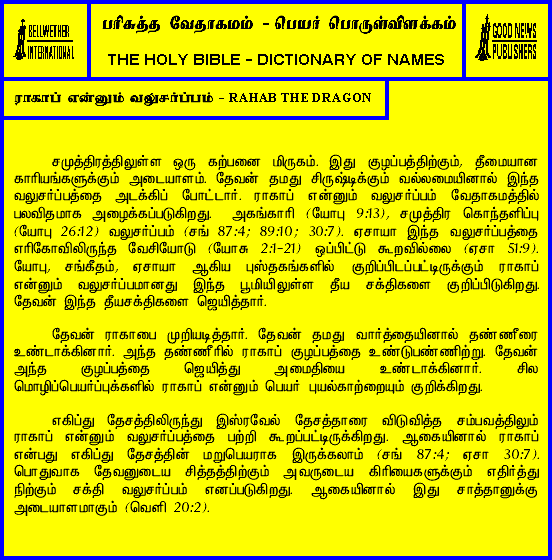 BELLWETHER
INTERNATIONAL
பரிசுத்த வேதாகமம் - பெயர் பொருள்விளக்கம்
THE HOLY BIBLE - DICTIONARY OF NAMES
GOOD NEWS
PUBLISHERS
ராகாப் என்னும் வலுசர்ப்பம் - RAHAB THE DRAGON
சமுத்திரத்திலுள்ள ஒரு கற்பனை மிருகம். இது குழப்பத்திற்கும், தீமையான
காரியங்களுக்கும் அடையாளம். தேவன் தமது சிருஷ்டிக்கும் வல்லமையினால் இந்த
வலுசர்ப்பத்தை அடக்கிப் போட்டார். ராகாப் என்னும் வலுசர்ப்பம் வேதாகமத்தில்
பலவிதமாக அழைக்கப்படுகிறது. அகங்காரி (யோபு 9:13), சமுத்திர கொந்தளிப்பு
(யோபு 26:12) வலுசர்ப்பம் (சங் 87:4; 89:10; 30:7). ஏசாயா இந்த வலுசர்ப்பத்தை
எரிகோவிலிருந்த வேசியோடு (யோசு 2:1-21) ஒப்பிட்டு கூறவில்லை (ஏசா 51:9).
யோபு, சங்கீதம், ஏசாயா ஆகிய புஸ்தகங்களில் குறிப்பிடப்பட்டிருக்கும் ராகாப்
என்னும் வலுசர்ப்பமானது இந்த பூமியிலுள்ள தீய சக்திகளை குறிப்பிடுகிறது.
தேவன் இந்த தீயசக்திகளை ஜெயித்தார்.
தேவன் ராகாபை முறியடித்தார். தேவன் தமது வார்த்தையினால் தண்ணீரை
உண்டாக்கினார். அந்த தண்ணீரில் ராகாப் குழப்பத்தை உண்டுபண்ணிற்று. தேவன்
அந்த குழப்பத்தை ஜெயித்து அமைதியை உண்டாக்கினார். சில
மொழிப்பெயர்ப்புக்களில் ராகாப் என்னும் பெயர் புயல்காற்றையும் குறிக்கிறது.
எகிப்து தேசத்திலிருந்து இஸ்ரவேல் தேசத்தாரை விடுவித்த சம்பவத்திலும்
ராகாப் என்னும் வலுசர்ப்பத்தை பற்றி கூறப்பட்டிருக்கிறது. ஆகையினால் ராகாப்
என்பது எகிப்து தேசத்தின் மறுபெயராக இருக்கலாம் (சங் 87:4; ஏசா 30:7).
பொதுவாக தேவனுடைய சித்தத்திற்கும் அவருடைய கிரியைகளுக்கும் எதிர்த்து
நிற்கும் சக்தி வலுசர்ப்பம் எனப்படுகிறது. ஆகையினால் இது சாத்தானுக்கு
அடையாளமாகும் (வெளி 20:2).